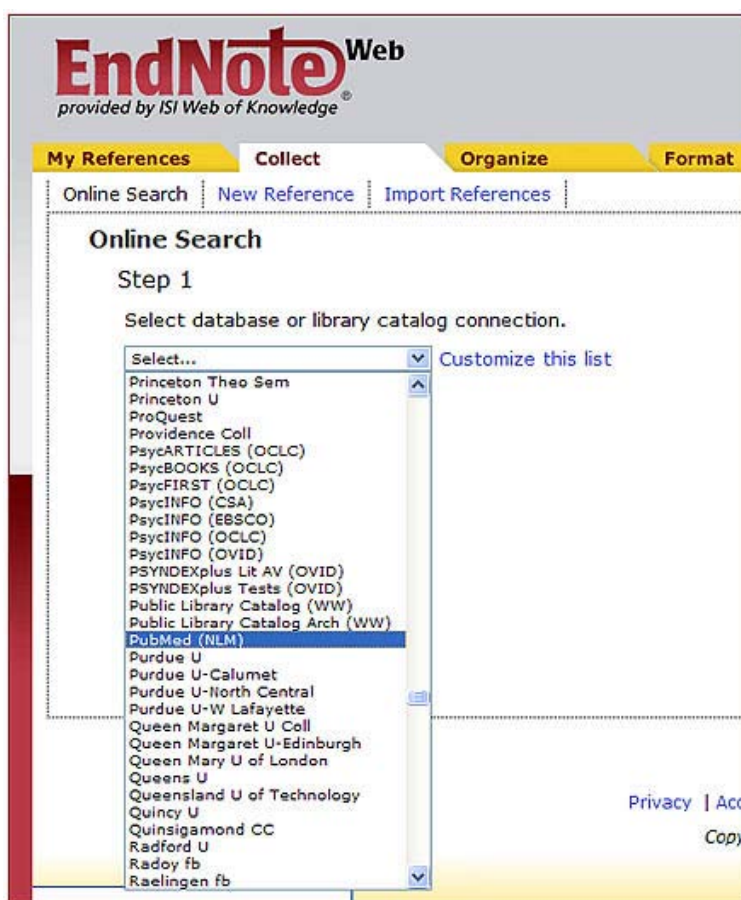 EndNote Web
provided by ISI Web of Knowledge®
My References Collect Organize Format
Online Search New Reference Import References
Online Search
Step 1
Select database or library catalog connection.
Select... Customize this list
Princeton Theo Sem
Princeton U
ProQuest
Providence Coll
PsycARTICLES (OCLC)
PsycBOOKS (OCLC)
PsycFIRST (OCLC)
PsycINFO (CSA)
PsycINFO (EBSCO)
PsycINFO (OCLC)
PsycINFO (OVID)
PSYNDEXplus Lit AV (OVID)
PSYNDEXplus Tests (OVID)
Public Library Catalog (WW)
Public Library Catalog Arch (WW)
PubMed (NLM)
Purdue U
Purdue U-Calumet
Purdue U-North Central
Purdue U-W Lafayette
Queen Margaret U Coll
Queen Margaret U-Edinburgh
Queen Mary U of London
Queens U
Queensland U of Technology
Quincy U
Quinsigamond CC
Radford U
Radoy fb
Raelingen fb
Privacy | Acc
Copy